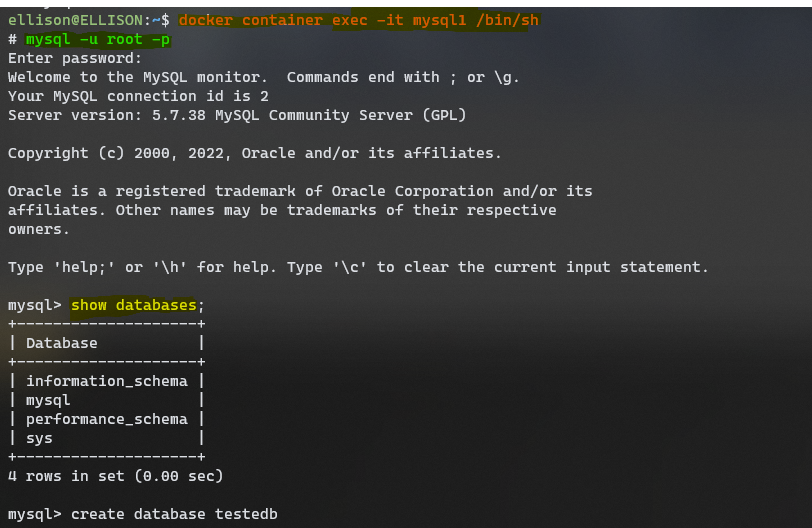 ellison@ELLISON:~$ docker container exec -it mysql1 /bin/sh
# mysql -u root -p
Enter password:
Welcome to the MySQL monitor.  Commands end with ; or \g.
Your MySQL connection id is 2
Server version: 5.7.38 MySQL Community Server (GPL)
Copyright (c) 2000, 2022, Oracle and/or its affiliates.
Oracle is a registered trademark of Oracle Corporation and/or its
affiliates. Other names may be trademarks of their respective
owners.
Type 'help;' or '\h' for help. Type '\c' to clear the current input statement.
mysql> show databases;
+--------------------+
| Database           |
+--------------------+
| information_schema |
| mysql              |
| performance_schema |
| sys                |
+--------------------+
4 rows in set (0.00 sec)
mysql> create database testedb